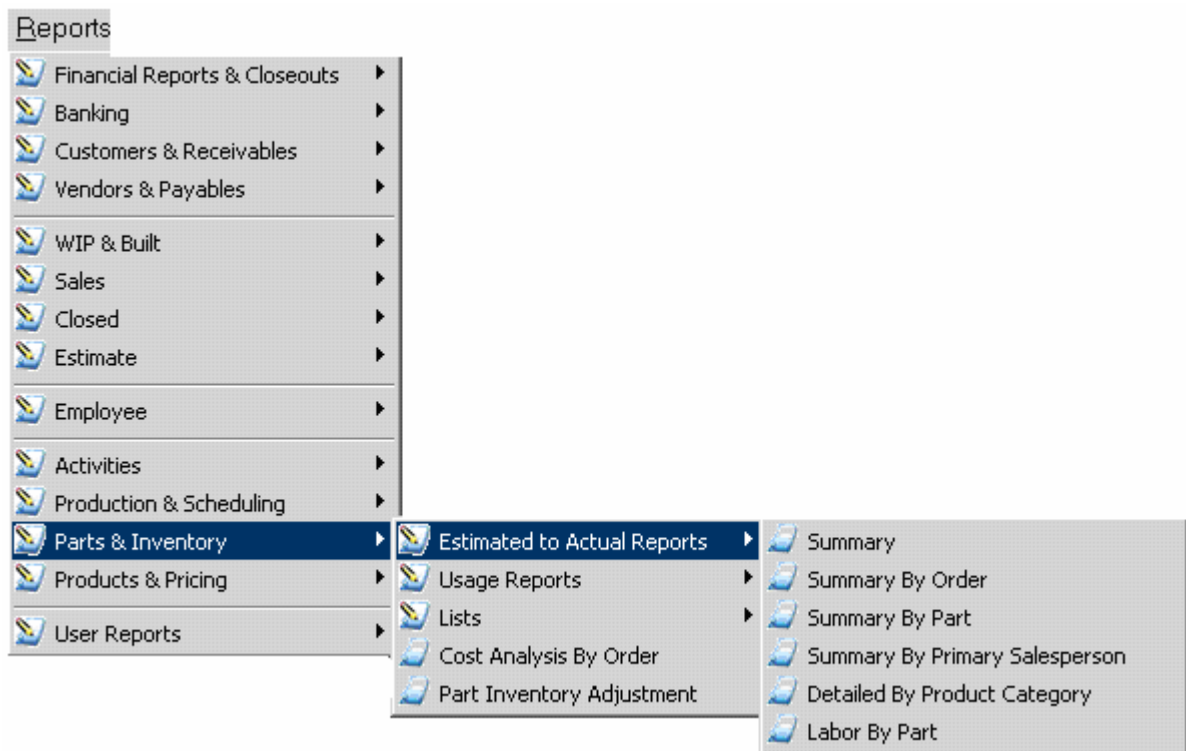 Reports
Financial Reports & Closeouts
Banking
Customers & Receivables
Vendors & Payables
WIP & Built
Sales
Closed
Estimate
Employee
Activities
Production & Scheduling
Parts & Inventory
Products & Pricing
User Reports
Estimated to Actual Reports
Usage Reports
Lists
Cost Analysis By Order
Part Inventory Adjustment
Summary
Summary By Order
Summary By Part
Summary By Primary Salesperson
Detailed By Product Category
Labor By Part